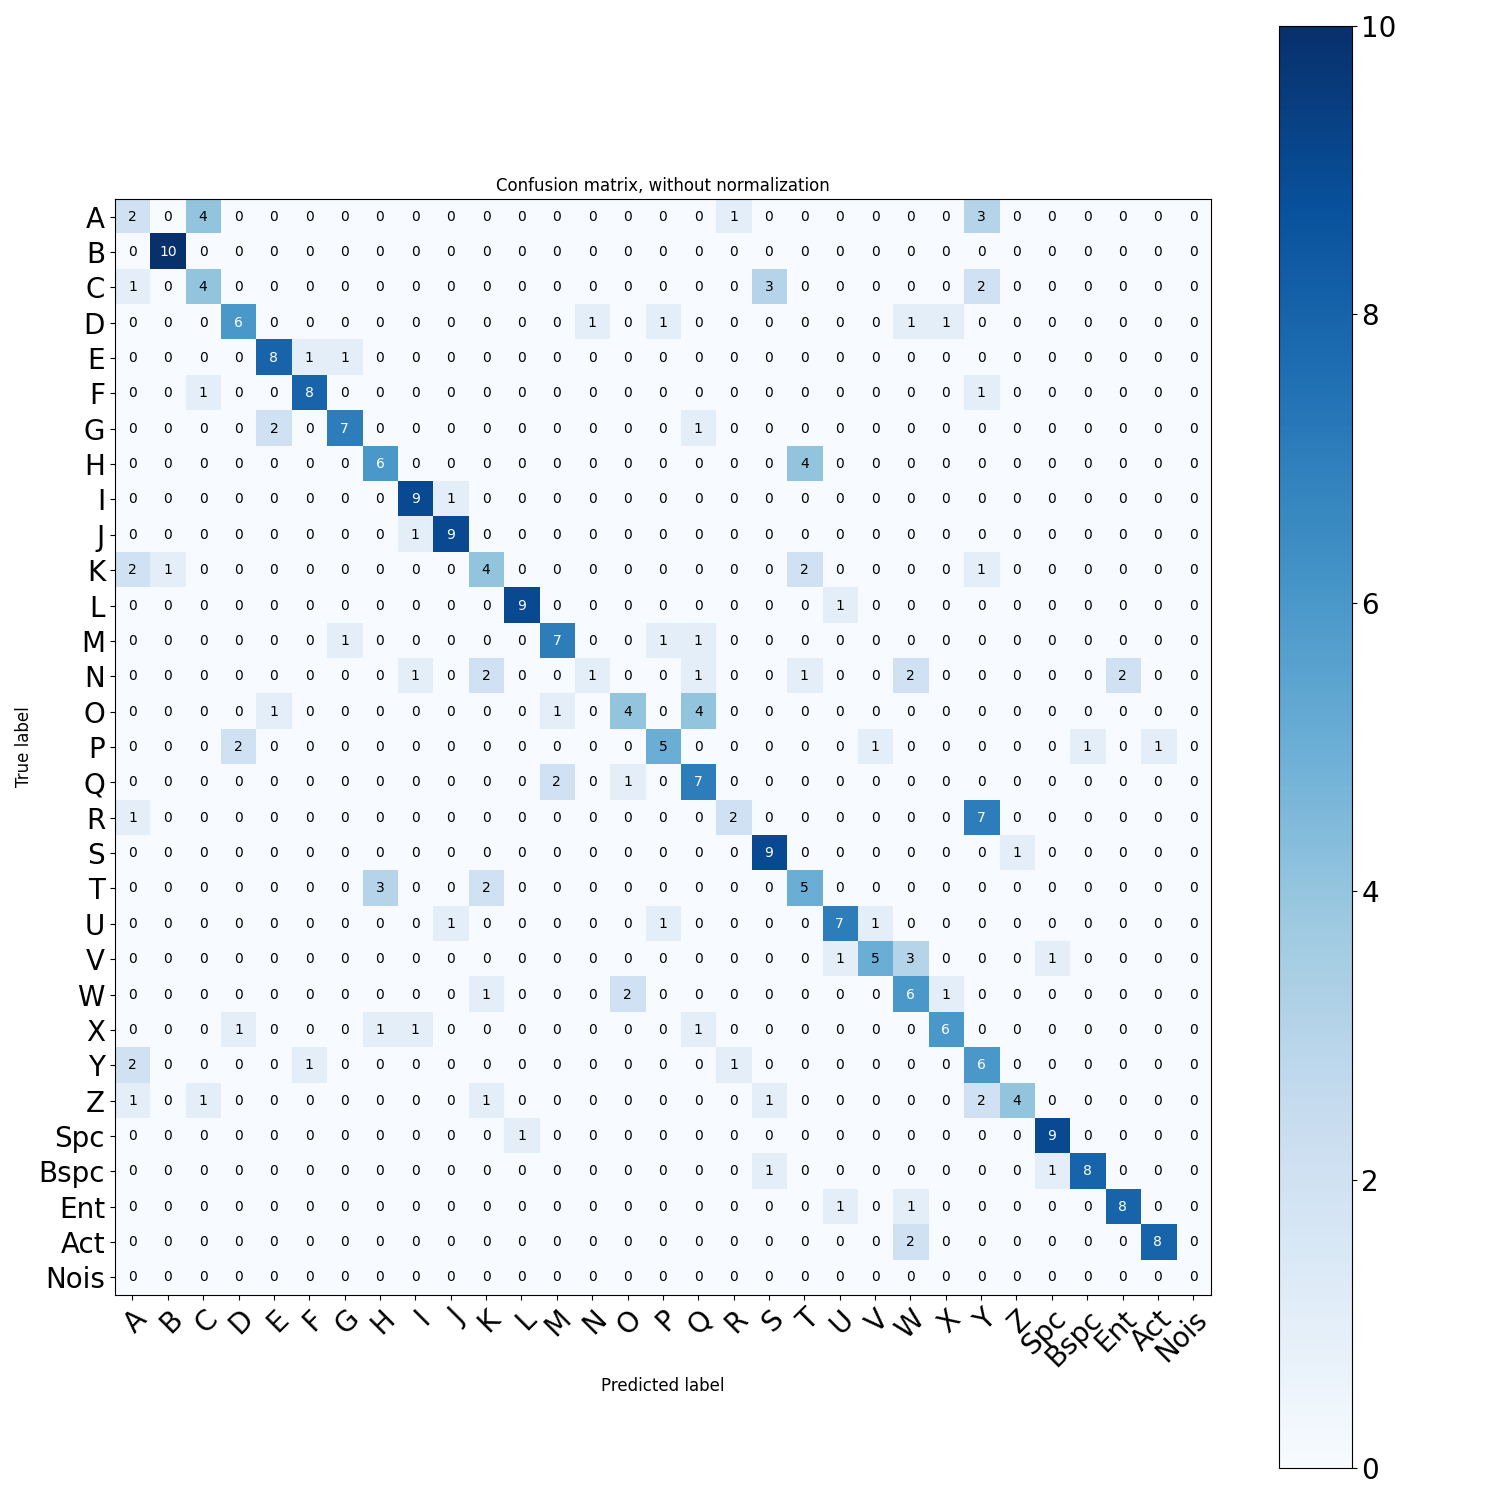 Confusion matrix, without normalization
A 2 0 4 0 0 0 0 0 0 0 0 0 0 0 0 0 0 1 0 0 0 0 0 0 3 0 0 0 0 0 0
B 0 10 0 0 0 0 0 0 0 0 0 0 0 0 0 0 0 0 0 0 0 0 0 0 0 0 0 0 0 0 0
C 1 0 4 0 0 0 0 0 0 0 0 0 0 0 0 0 0 0 3 0 0 0 0 0 2 0 0 0 0 0 0
D 0 0 0 6 0 0 0 0 0 0 0 0 0 1 0 1 0 0 0 0 0 0 1 1 0 0 0 0 0 0 0
E 0 0 0 0 8 1 1 0 0 0 0 0 0 0 0 0 0 0 0 0 0 0 0 0 0 0 0 0 0 0 0
F 0 0 1 0 0 8 0 0 0 0 0 0 0 0 0 0 0 0 0 0 0 0 0 0 1 0 0 0 0 0 0
G 0 0 0 0 2 0 7 0 0 0 0 0 0 0 0 0 1 0 0 0 0 0 0 0 0 0 0 0 0 0 0
H 0 0 0 0 0 0 0 6 0 0 0 0 0 0 0 0 0 0 0 4 0 0 0 0 0 0 0 0 0 0 0
I 0 0 0 0 0 0 0 0 9 1 0 0 0 0 0 0 0 0 0 0 0 0 0 0 0 0 0 0 0 0 0
J 0 0 0 0 0 0 0 0 1 9 0 0 0 0 0 0 0 0 0 0 0 0 0 0 0 0 0 0 0 0 0
K 2 1 0 0 0 0 0 0 0 0 4 0 0 0 0 0 0 0 0 2 0 0 0 0 1 0 0 0 0 0 0
L 0 0 0 0 0 0 0 0 0 0 0 9 0 0 0 0 0 0 0 0 1 0 0 0 0 0 0 0 0 0 0
M 0 0 0 0 0 0 1 0 0 0 0 0 7 0 0 1 1 0 0 0 0 0 0 0 0 0 0 0 0 0 0
N 0 0 0 0 0 0 0 0 1 0 2 0 0 1 0 0 1 0 0 1 0 0 2 0 0 0 0 0 2 0 0
O 0 0 0 0 1 0 0 0 0 0 0 0 1 0 4 0 4 0 0 0 0 0 0 0 0 0 0 0 0 0 0
P 0 0 0 2 0 0 0 0 0 0 0 0 0 0 0 5 0 0 0 0 0 1 0 0 0 0 0 1 0 1 0
Q 0 0 0 0 0 0 0 0 0 0 0 0 2 0 1 0 7 0 0 0 0 0 0 0 0 0 0 0 0 0 0
R 1 0 0 0 0 0 0 0 0 0 0 0 0 0 0 0 0 2 0 0 0 0 0 0 7 0 0 0 0 0 0
S 0 0 0 0 0 0 0 0 0 0 0 0 0 0 0 0 0 0 9 0 0 0 0 0 0 1 0 0 0 0 0
T 0 0 0 0 0 0 0 3 0 0 2 0 0 0 0 0 0 0 0 5 0 0 0 0 0 0 0 0 0 0 0
U 0 0 0 0 0 0 0 0 0 1 0 0 0 0 0 1 0 0 0 0 7 1 0 0 0 0 0 0 0 0 0
V 0 0 0 0 0 0 0 0 0 0 0 0 0 0 0 0 0 0 0 0 1 5 3 0 0 0 1 0 0 0 0
W 0 0 0 0 0 0 0 0 0 0 1 0 0 0 2 0 0 0 0 0 0 0 6 1 0 0 0 0 0 0 0
X 0 0 0 1 0 0 0 1 1 0 0 0 0 0 0 0 1 0 0 0 0 0 0 6 0 0 0 0 0 0 0
Y 2 0 0 0 0 1 0 0 0 0 0 0 0 0 0 0 0 1 0 0 0 0 0 0 6 0 0 0 0 0 0
Z 1 0 1 0 0 0 0 0 0 0 1 0 0 0 0 0 0 0 1 0 0 0 0 0 2 4 0 0 0 0 0
Spc 0 0 0 0 0 0 0 0 0 0 0 1 0 0 0 0 0 0 0 0 0 0 0 0 0 0 9 0 0 0 0
Bspc 0 0 0 0 0 0 0 0 0 0 0 0 0 0 0 0 0 0 1 0 0 0 0 0 0 0 1 8 0 0 0
Ent 0 0 0 0 0 0 0 0 0 0 0 0 0 0 0 0 0 0 0 0 1 0 1 0 0 0 0 0 8 0 0
Act 0 0 0 0 0 0 0 0 0 0 0 0 0 0 0 0 0 0 0 0 0 0 2 0 0 0 0 0 0 8 0
Nois 0 0 0 0 0 0 0 0 0 0 0 0 0 0 0 0 0 0 0 0 0 0 0 0 0 0 0 0 0 0 0
A B C D E F G H I J K L M N O P Q R S T U V W X Y Z Spc Bspc Ent Act Nois
Predicted label
True label
10
8
6
4
2
0